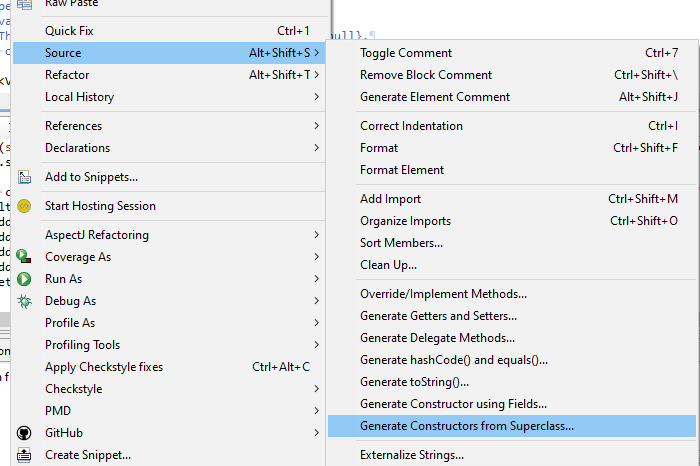 Raw Paste
Quick Fix Ctrl+1
Source Alt+Shift+S
Refactor Alt+Shift+T
Local History
References
Declarations
Add to Snippets...
Start Hosting Session
AspectJ Refactoring
Coverage As
Run As
Debug As
Profile As
Profiling Tools
Apply Checkstyle fixes Ctrl+Alt+C
Checkstyle
PMD
GitHub
Create Snippet...
Toggle Comment Ctrl+7
Remove Block Comment Ctrl+Shift+\
Generate Element Comment Alt+Shift+J
Correct Indentation Ctrl+I
Format Ctrl+Shift+F
Format Element
Add Import Ctrl+Shift+M
Organize Imports Ctrl+Shift+O
Sort Members...
Clean Up...
Override/Implement Methods...
Generate Getters and Setters...
Generate Delegate Methods...
Generate hashCode() and equals()...
Generate toString()...
Generate Constructor using Fields...
Generate Constructors from Superclass...
Externalize Strings...